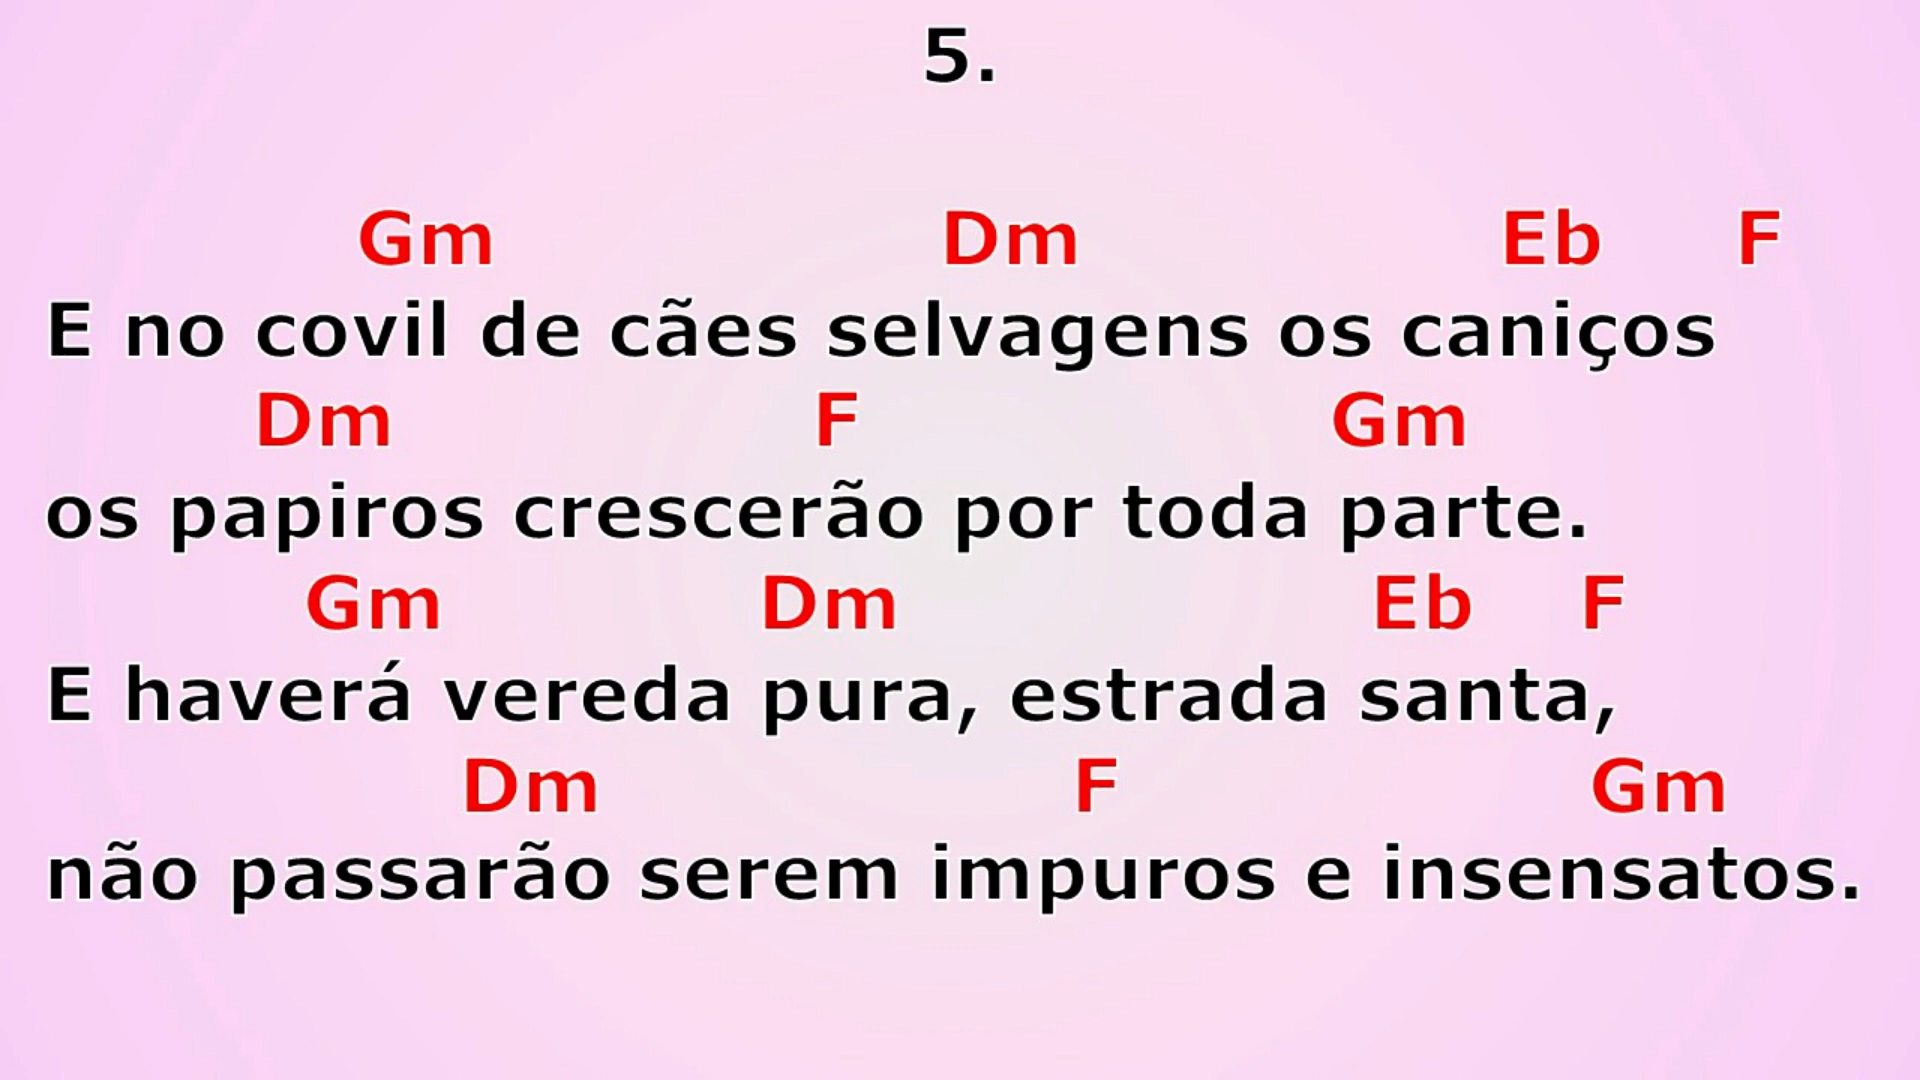 5.
Gm Dm Eb F
E no covil de cães selvagens os caniços
Dm F Gm
os papiros crescerão por toda parte.
Gm Dm Eb F
E haverá vereda pura, estrada santa,
Dm F Gm
não passarão serem impuros e insensatos.